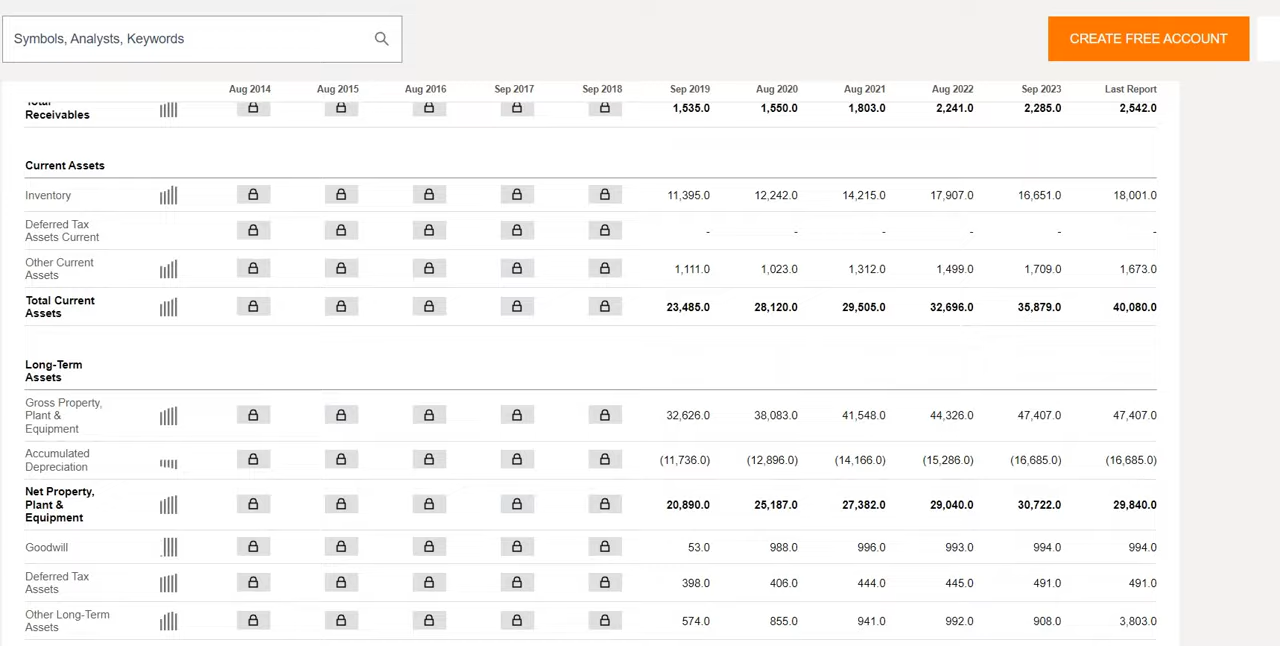 Symbols, Analysts, Keywords
CREATE FREE ACCOUNT
Aug 2014 Aug 2015 Aug 2016 Sep 2017 Sep 2018 Sep 2019 Aug 2020 Aug 2021 Aug 2022 Sep 2023 Last Report
Total
Receivables 1,535.0 1,550.0 1,803.0 2,241.0 2,285.0 2,542.0
Current Assets
Inventory 11,395.0 12,242.0 14,215.0 17,907.0 16,651.0 18,001.0
Deferred Tax
Assets Current - - - - - -
Other Current
Assets 1,111.0 1,023.0 1,312.0 1,499.0 1,709.0 1,673.0
Total Current
Assets 23,485.0 28,120.0 29,505.0 32,696.0 35,879.0 40,080.0
Long-Term
Assets
Gross Property,
Plant & 32,626.0 38,083.0 41,548.0 44,326.0 47,407.0 47,407.0
Equipment
Accumulated
Depreciation (11,736.0) (12,896.0) (14,166.0) (15,286.0) (16,685.0) (16,685.0)
Net Property,
Plant & 20,890.0 25,187.0 27,382.0 29,040.0 30,722.0 29,840.0
Equipment
Goodwill 53.0 988.0 996.0 993.0 994.0 994.0
Deferred Tax
Assets 398.0 406.0 444.0 445.0 491.0 491.0
Other Long-Term
Assets 574.0 855.0 941.0 992.0 908.0 3,803.0